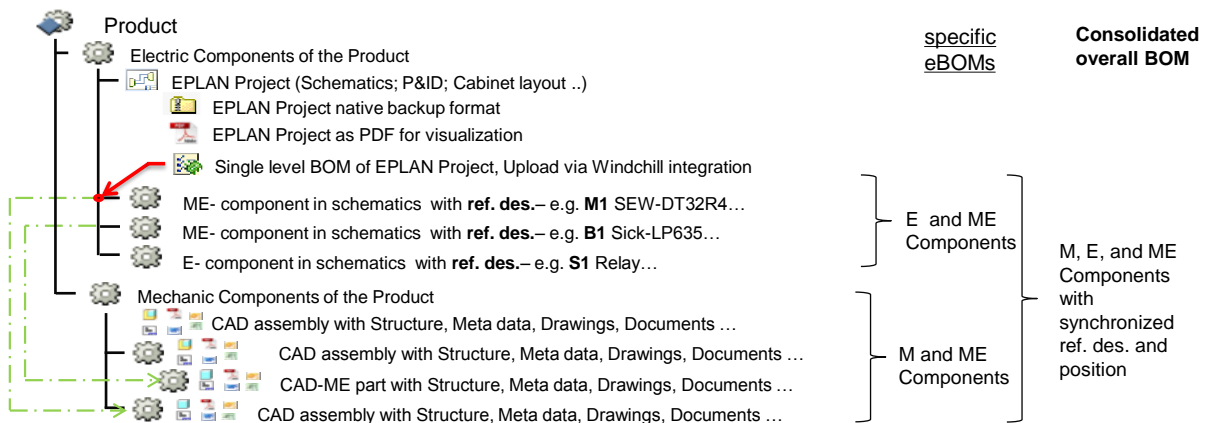 Product
Electric Components of the Product
EPLAN Project (Schematics; P&ID; Cabinet layout ..)
EPLAN Project native backup format
EPLAN Project as PDF for visualization
Single level BOM of EPLAN Project, Upload via Windchill integration
ME- component in schematics with ref. des.– e.g. M1 SEW-DT32R4…
ME- component in schematics with ref. des.– e.g. B1 Sick-LP635…
E- component in schematics with ref. des.– e.g. S1 Relay…
Mechanic Components of the Product
CAD assembly with Structure, Meta data, Drawings, Documents …
CAD assembly with Structure, Meta data, Drawings, Documents …
CAD-ME part with Structure, Meta data, Drawings, Documents …
CAD assembly with Structure, Meta data, Drawings, Documents …
specific
eBOMs
E and ME
Components
M and ME
Components
Consolidated
overall BOM
M, E, and ME
Components
with
synchronized
ref. des. and
position